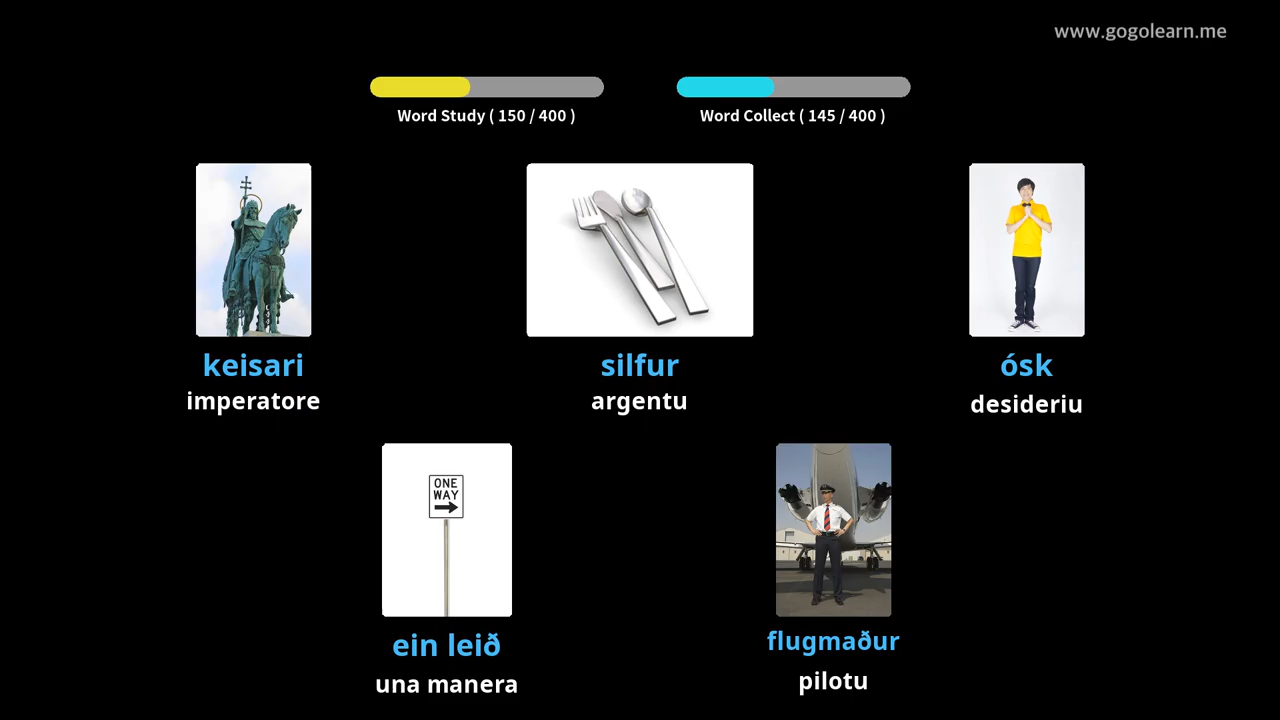 www.gogolearn.me
Word Study ( 150 / 400 )
Word Collect ( 145 / 400 )
keisari
imperatore
silfur
argentu
ósk
desideriu
ONE
WAY
ein leið
una manera
flugmaður
pilotu